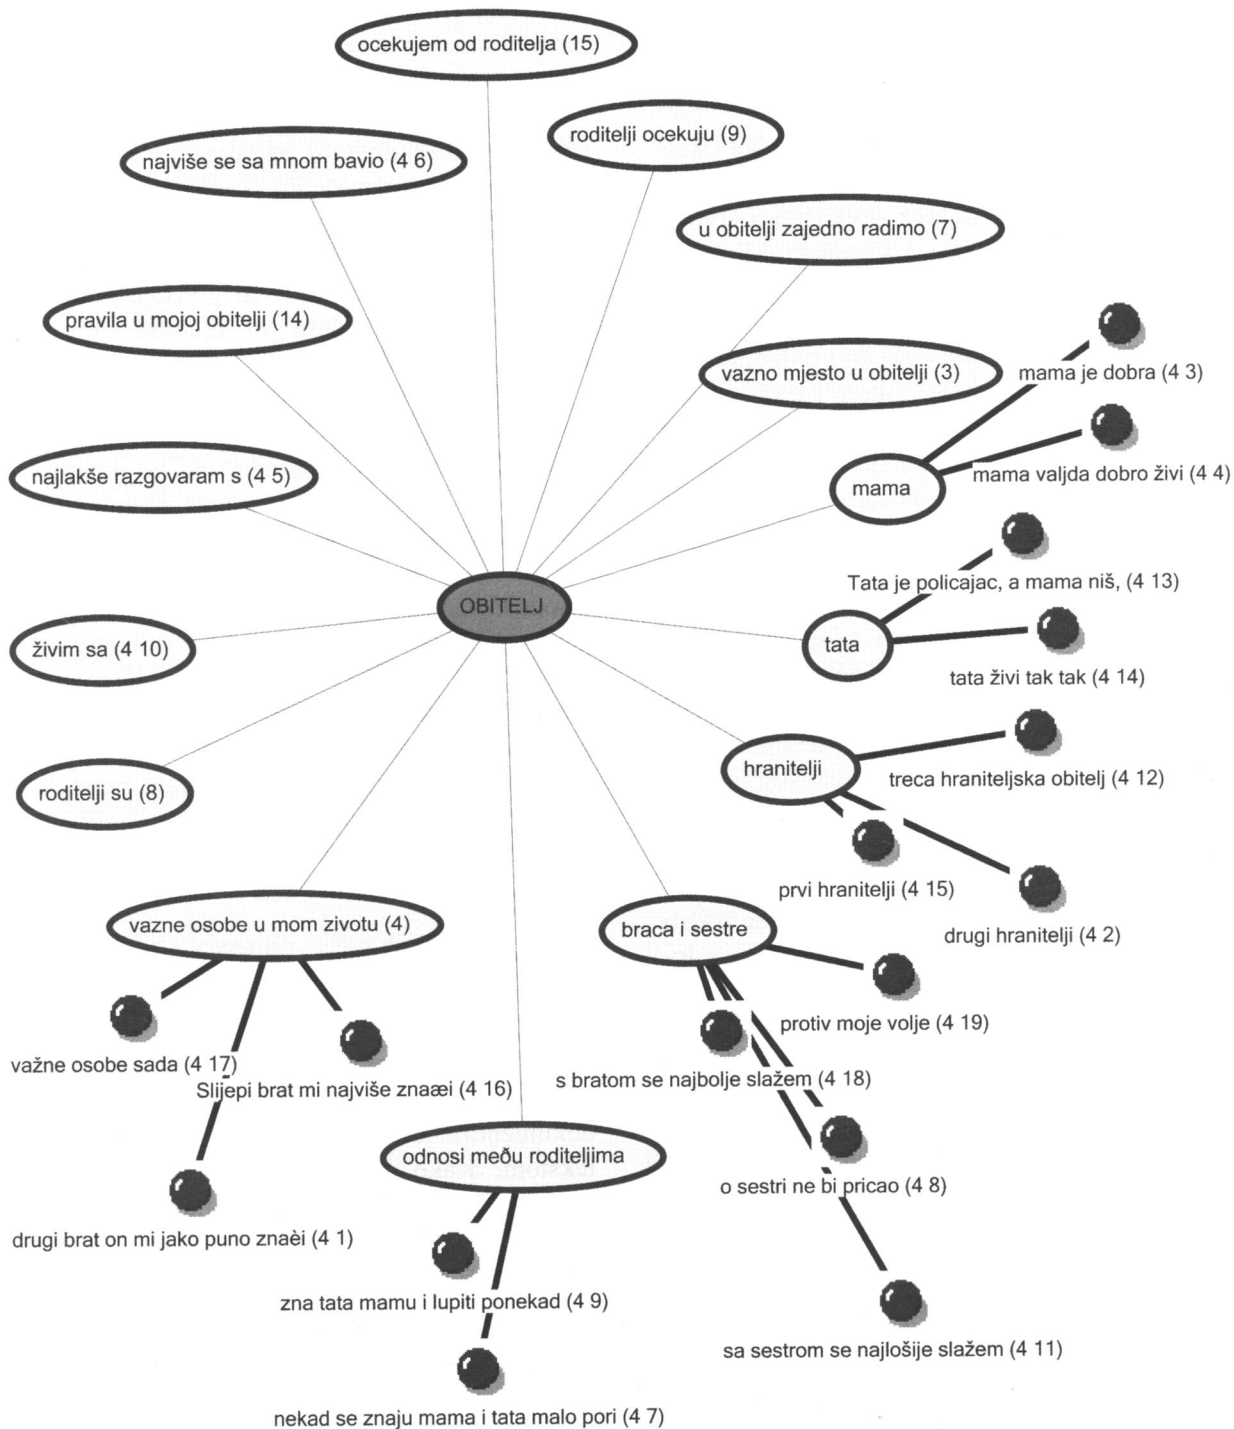 ocekujem od roditelja (15)
roditelji ocekuju (9)
najviše se sa mnom bavio (4 6)
u obitelji zajedno radimo (7)
pravila u mojoj obitelji (14)
vazno mjesto u obitelji (3)
mama je dobra (4 3)
najlakše razgovaram s (4 5)
mama
mama valjda dobro živi (4 4)
Tata je policajac, a mama niš, (4 13)
OBITELJ
živim sa (4 10)
tata
tata živi tak tak (4 14)
hranitelji
treca hraniteljska obitelj (4 12)
roditelji su (8)
prvi hranitelji (4 15)
drugi hranitelji (4 2)
vazne osobe u mom zivotu (4)
braca i sestre
protiv moje volje (4 19)
važne osobe sada (4 17)
Slijepi brat mi najviše znaæi (4 16)
s bratom se najbolje slažem (4 18)
odnosi meðu roditeljima
o sestri ne bi pricao (4 8)
drugi brat on mi jako puno znaèi (4 1)
zna tata mamu i lupiti ponekad (4 9)
sa sestrom se najlošije slažem (4 11)
nekad se znaju mama i tata malo pori (4 7)